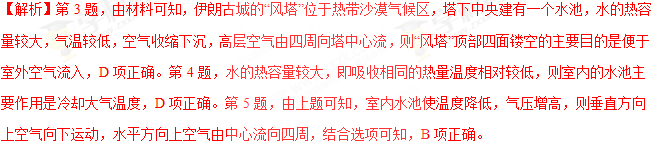 【解析】第 3 题，由材料可知，伊朗古城的“风塔”位于热带沙漠气候区，塔下中央建有一个水池，水的热容
量较大，气温较低，空气收缩下沉，高层空气由四周向塔中心流，则“风塔”顶部四面镂空的主要目的是便于
室外空气流入，D 项正确。第 4 题，水的热容量较大，即吸收相同的热量温度相对较低，则室内的水池主
要作用是冷却大气温度，D 项正确。第 5 题，由上题可知，室内水池使温度降低，气压增高，则垂直方向
上空气向下运动，水平方向上空气由中心流向四周，结合选项可知，B 项正确。